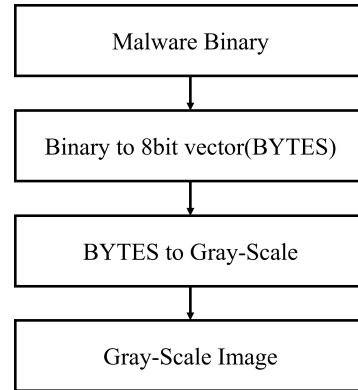 Malware Binary
Binary to 8bit vector(BYTES)
BYTES to Gray-Scale
Gray-Scale Image